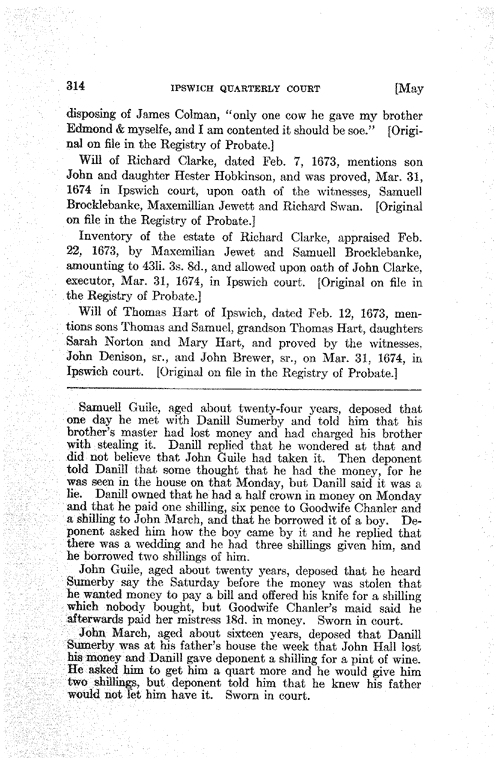 314 IPSWICH QUARTERLY COURT [May
disposing of James Colman, "only one cow he gave my brother
Edmond & myselfe, and I am contented it should be soe." [Origi-
nal on file in the Registry of Probate.]
Will of Richard Clarke, dated Feb. 7, 1673, mentions son
John and daughter Hester Hobkinson, and was proved, Mar. 31,
1674 in Ipswich court, upon oath of the witnesses, Samuell
Brocklebanke, Maxemillian Jewett and Richard Swan. [Original
on file in the Registry of Probate.]
Inventory of the estate of Richard Clarke, appraised Feb.
22, 1673, by Maxemilian Jewet and Samuell Brocklebanke,
amounting to 43li. 3s. 8d., and allowed upon oath of John Clarke,
executor, Mar. 31, 1674, in Ipswich court. [Original on file in
the Registry of Probate.]
Will of Thomas Hart of Ipswich, dated Feb. 12, 1673, men-
tions sons Thomas and Samuel, grandson Thomas Hart, daughters
Sarah Norton and Mary Hart, and proved by the witnesses,
John Denison, sr., and John Brewer, sr., on Mar. 31, 1674, in
Ipswich court. [Original on file in the Registry of Probate.]
Samuell Guile, aged about twenty-four years, deposed that
one day he met with Danill Sumerby and told him that his
brother's master had lost money and had charged his brother
with stealing it. Danill replied that he wondered at that and
did not believe that John Guile had taken it. Then deponent
told Danill that some thought that he had the money, for he
was seen in the house on that Monday, but Danill said it was a
lie. Danill owned that he had a half crown in money on Monday
and that he paid one shilling, six pence to Goodwife Chanler and
a shilling to John March, and that he borrowed it of a boy. De-
ponent asked him how the boy came by it and he replied that
there was a wedding and he had three shillings given him, and
he borrowed two shillings of him.
John Guile, aged about twenty years, deposed that he heard
Sumerby say the Saturday before the money was stolen that
he wanted money to pay a bill and offered his knife for a shilling
which nobody bought, but Goodwife Chanler's maid said he
afterwards paid her mistress 18d. in money. Sworn in court.
John March, aged about sixteen years, deposed that Danill
Sumerby was at his father's house the week that John Hall lost
his money and Danill gave deponent a shilling for a pint of wine.
He asked him to get him a quart more and he would give him
two shillings, but deponent told him that he knew his father
would not let him have it. Sworn in court.